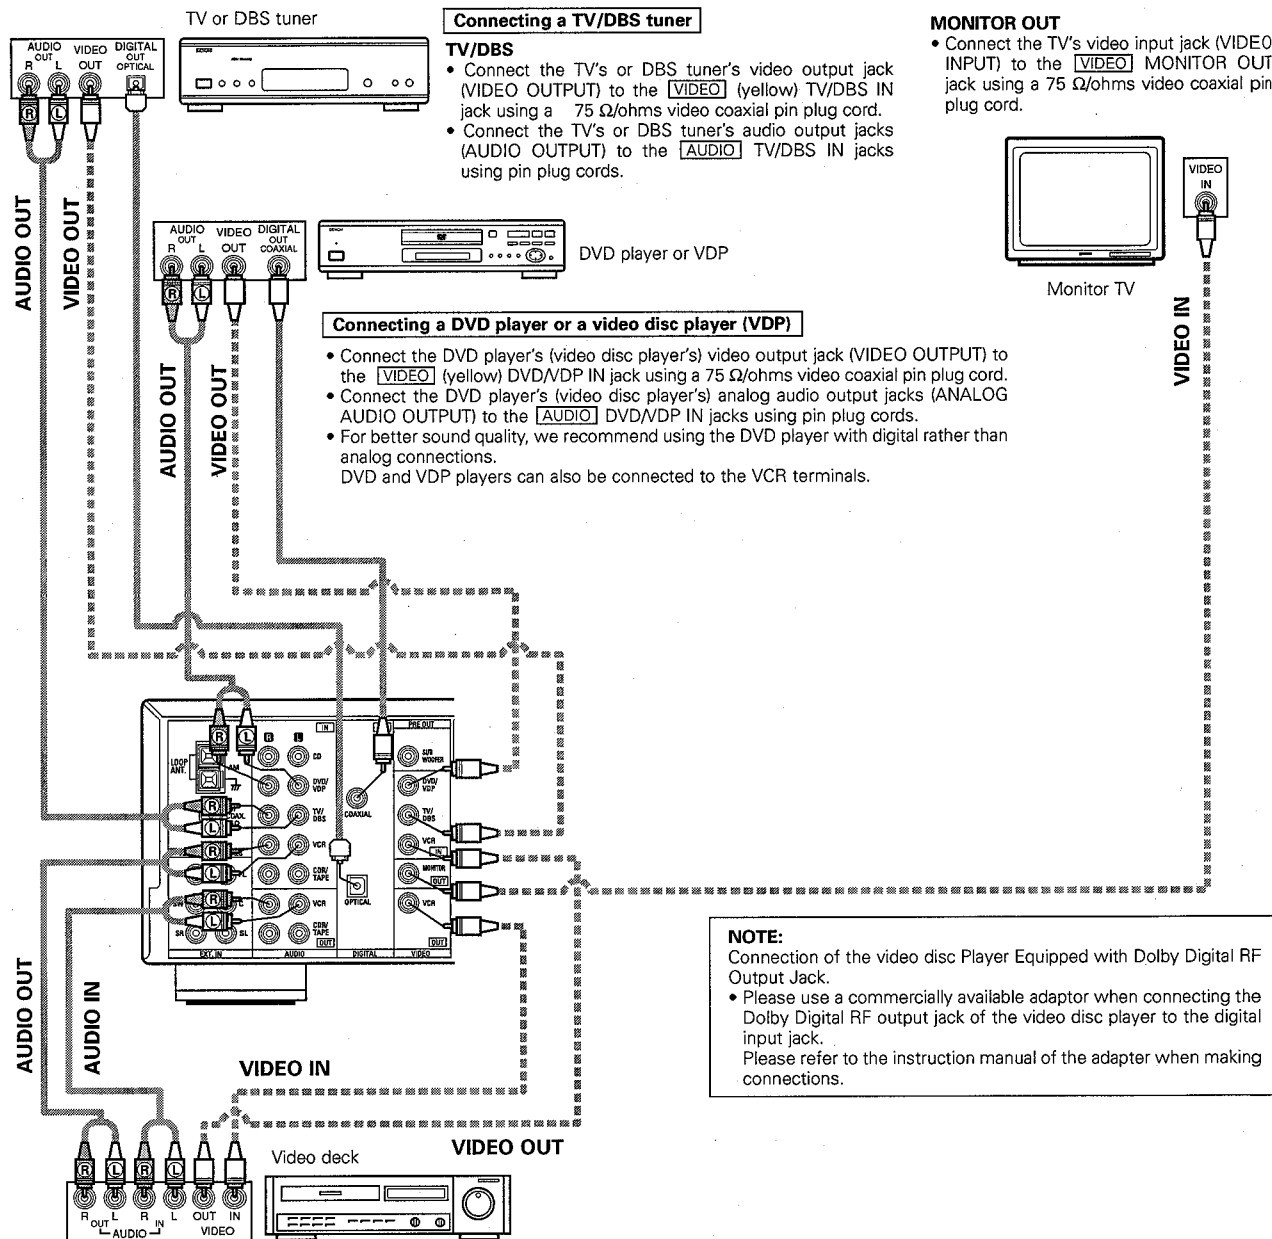 TV or DBS tuner
AUDIO
OUT
R L
VIDEO
OUT
DIGITAL
OUT
OPTICAL
R L
AUDIO OUT
VIDEO OUT
Connecting a TV/DBS tuner
TV/DBS
• Connect the TV's or DBS tuner's video output jack
(VIDEO OUTPUT) to the VIDEO (yellow) TV/DBS IN
jack using a 75 Ω/ohms video coaxial pin plug cord.
• Connect the TV's or DBS tuner's audio output jacks
(AUDIO OUTPUT) to the AUDIO TV/DBS IN jacks
using pin plug cords.
MONITOR OUT
• Connect the TV's video input jack (VIDEO
INPUT) to the VIDEO MONITOR OUT
jack using a 75 Ω/ohms video coaxial pin
plug cord.
VIDEO
IN
Monitor TV
VIDEO IN
AUDIO
OUT
R L
VIDEO
OUT
DIGITAL
OUT
COAXIAL
R L
DENON
DVD player or VDP
AUDIO OUT
VIDEO OUT
Connecting a DVD player or a video disc player (VDP)
• Connect the DVD player's (video disc player's) video output jack (VIDEO OUTPUT) to
the VIDEO (yellow) DVD/VDP IN jack using a 75 Ω/ohms video coaxial pin plug cord.
• Connect the DVD player's (video disc player's) analog audio output jacks (ANALOG
AUDIO OUTPUT) to the AUDIO DVD/VDP IN jacks using pin plug cords.
• For better sound quality, we recommend using the DVD player with digital rather than
analog connections.
DVD and VDP players can also be connected to the VCR terminals.
R L
R L
IN
PRE OUT
LOOP
ANT.
AM
CD
SUB
WOOFER
DVD/
VDP
DVD/
VDP
R
COAX.
TV/
DBS
COAXIAL
TV/
DBS
L
R
VCR
VCR
IN
L
CDR/
TAPE
MONITOR
OUT
R
VCR
OPTICAL
VCR
L
SR
SL
CDR/
TAPE
OUT
OUT
EXT. IN
AUDIO
DIGITAL
VIDEO
AUDIO OUT
AUDIO IN
VIDEO IN
VIDEO OUT
NOTE:
Connection of the video disc Player Equipped with Dolby Digital RF
Output Jack.
• Please use a commercially available adaptor when connecting the
Dolby Digital RF output jack of the video disc player to the digital
input jack.
Please refer to the instruction manual of the adapter when making
connections.
Video deck
R L R L
R L R L OUT IN
OUT IN
AUDIO
VIDEO